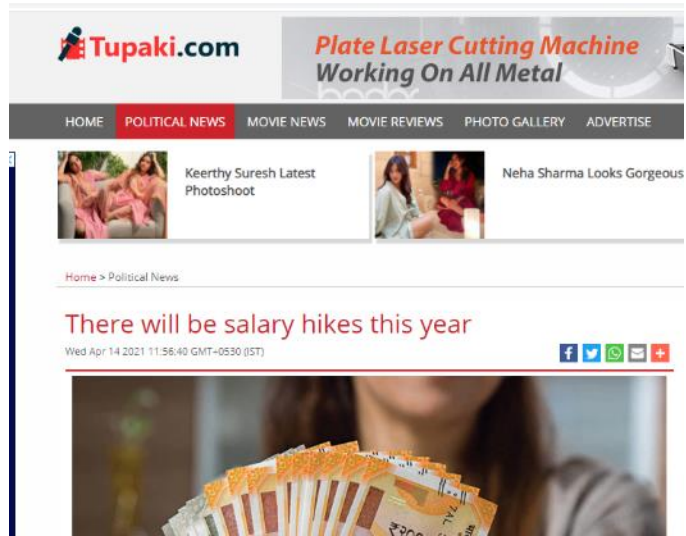 Tupaki.com
Plate Laser Cutting Machine
Working On All Metal
HOME POLITICAL NEWS MOVIE NEWS MOVIE REVIEWS PHOTO GALLERY ADVERTISE
Keerthy Suresh Latest
Photoshoot
Neha Sharma Looks Gorgeous
Home > Political News
There will be salary hikes this year
Wed Apr 14 2021 11:56:40 GMT+0530 (IST)